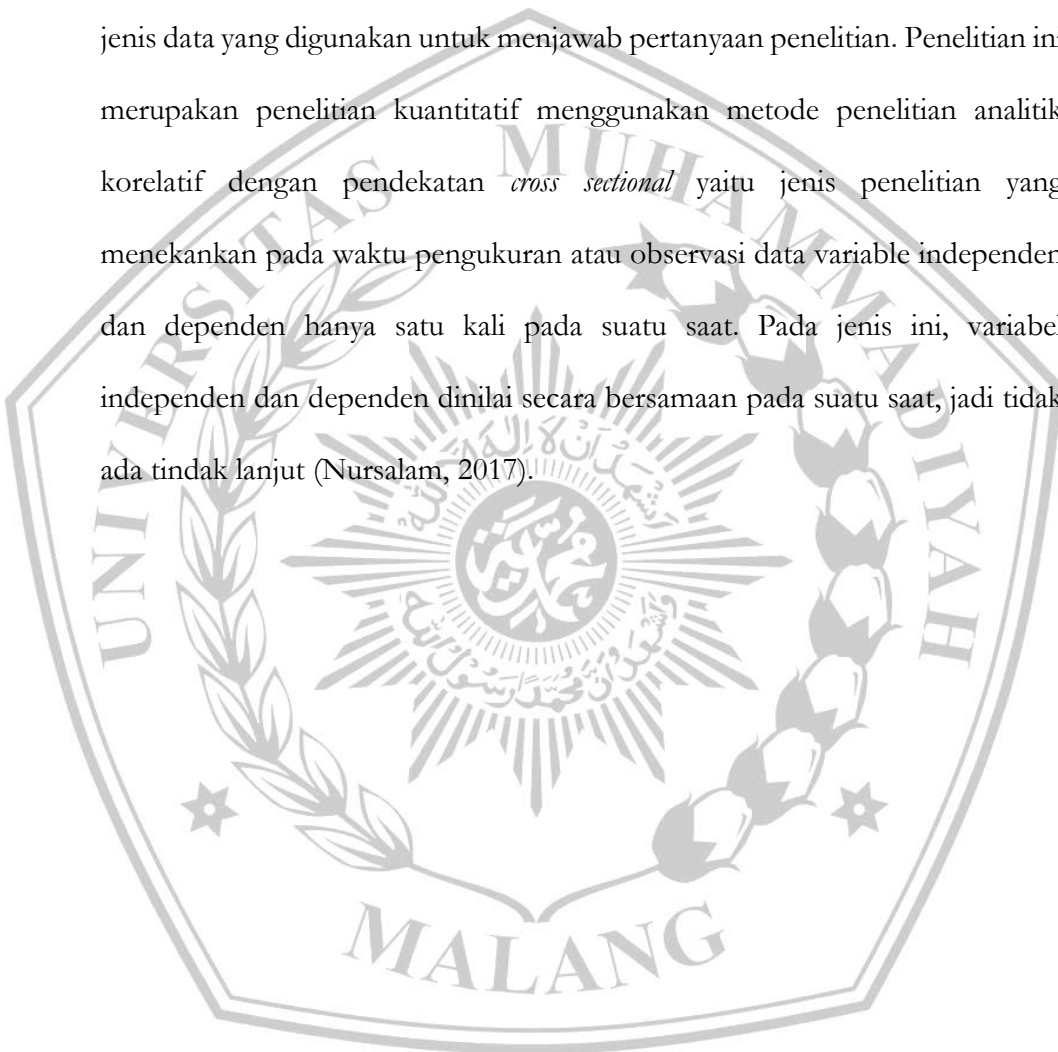 jenis data yang digunakan untuk menjawab pertanyaan penelitian. Penelitian ini
merupakan penelitian kuantitatif menggunakan metode penelitian analitik
korelatif dengan pendekatan cross sectional yaitu jenis penelitian yang
menekankan pada waktu pengukuran atau observasi data variable independen
dan dependen hanya satu kali pada suatu saat. Pada jenis ini, variabel
independen dan dependen dinilai secara bersamaan pada suatu saat, jadi tidak
ada tindak lanjut (Nursalam, 2017).
UNIVERSITAS MUHAMMADIYAH
MALANG